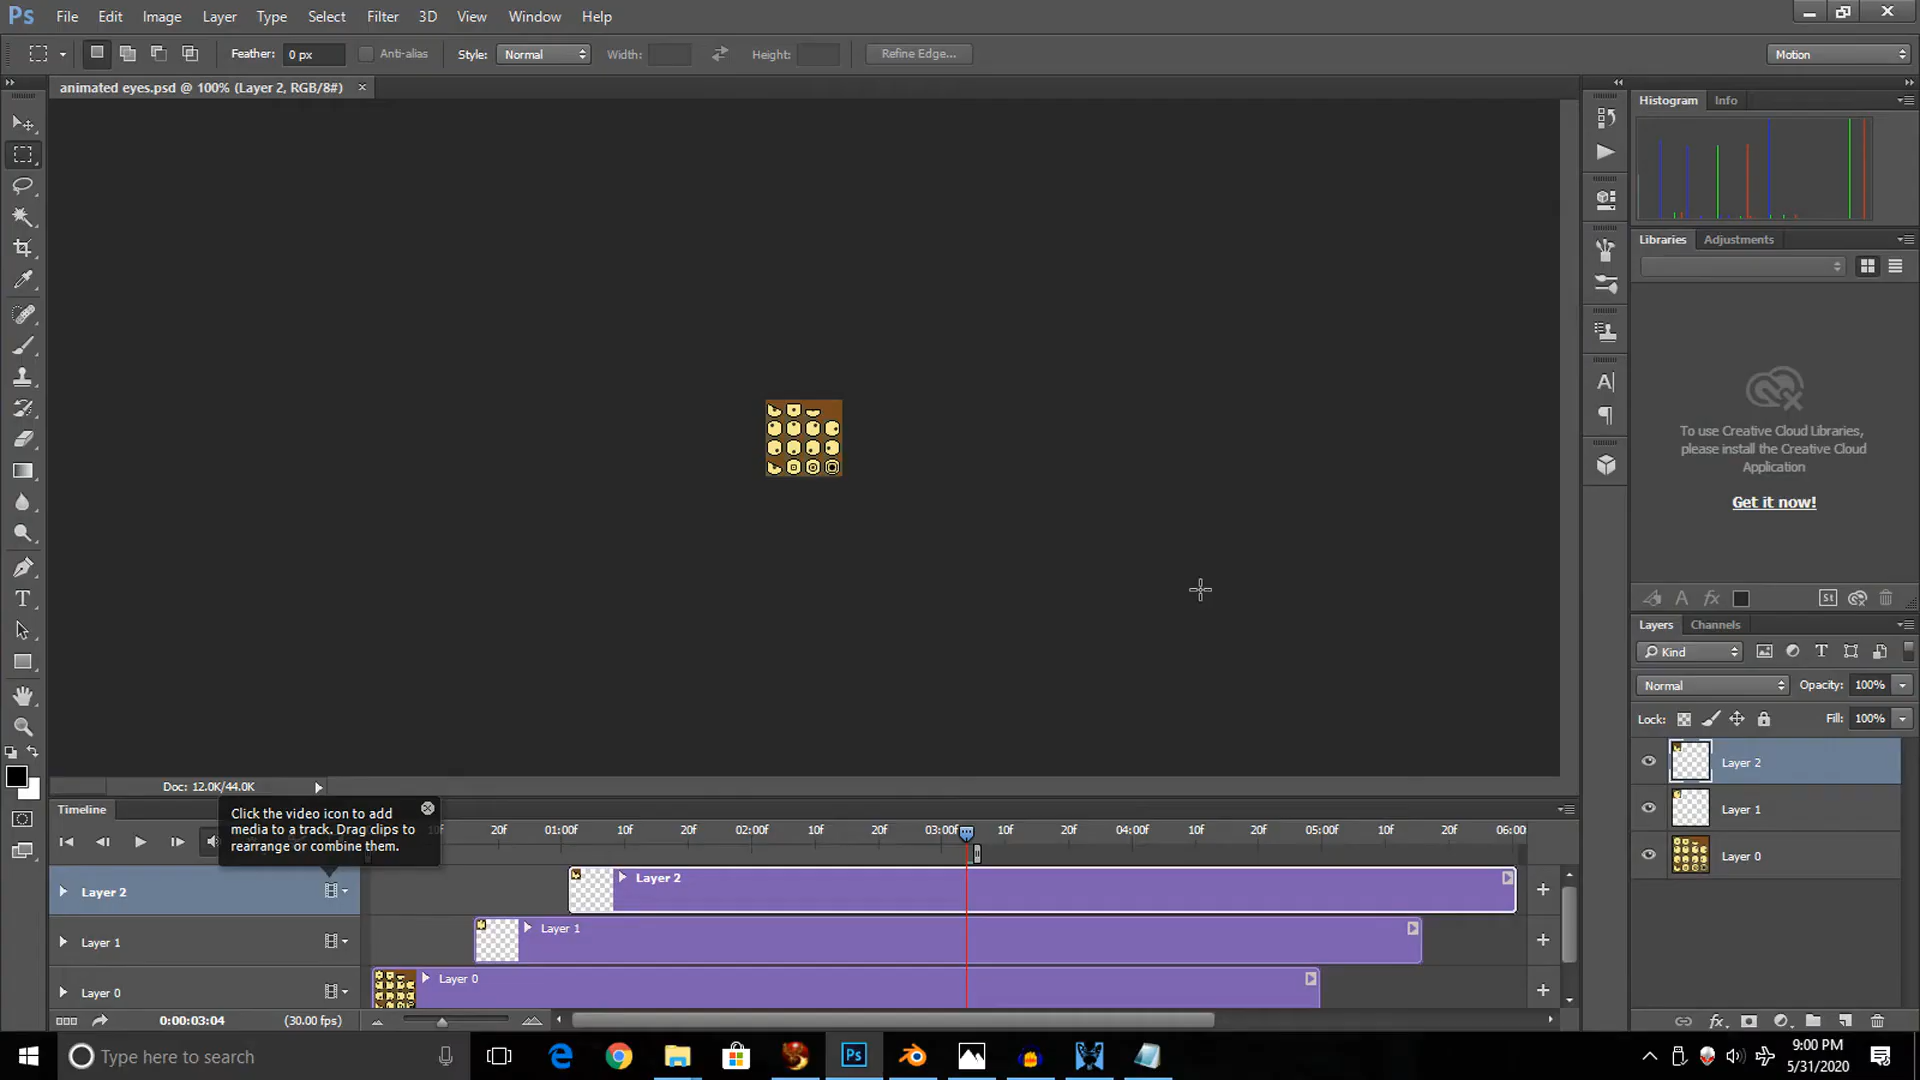 Ps File Edit Image Layer Type Select Filter 3D View Window Help
Feather: 0 px Anti-alias Style: Normal Width: Height: Refine Edge... Motion
animated eyes.psd @ 100% (Layer 2, RGB/8#) ×
Histogram Info
Libraries Adjustments
To use Creative Cloud Libraries,
please install the Creative Cloud
Application
Get it now!
Layers Channels
Kind
Normal Opacity: 100%
Lock: Fill: 100%
Layer 2
Layer 1
Layer 0
Doc: 12.0K/44.0K
Timeline
Click the video icon to add
media to a track. Drag clips to
rearrange or combine them.
20f 01:00f 10f 20f 02:00f 10f 20f 03:00f 10f 20f 04:00f 10f 20f 05:00f 10f 20f 06:00
Layer 2 Layer 2
Layer 1 Layer 1
Layer 0 Layer 0
0:00:03:04 (30.00 fps)
Type here to search
Ps
9:00 PM
5/31/2020